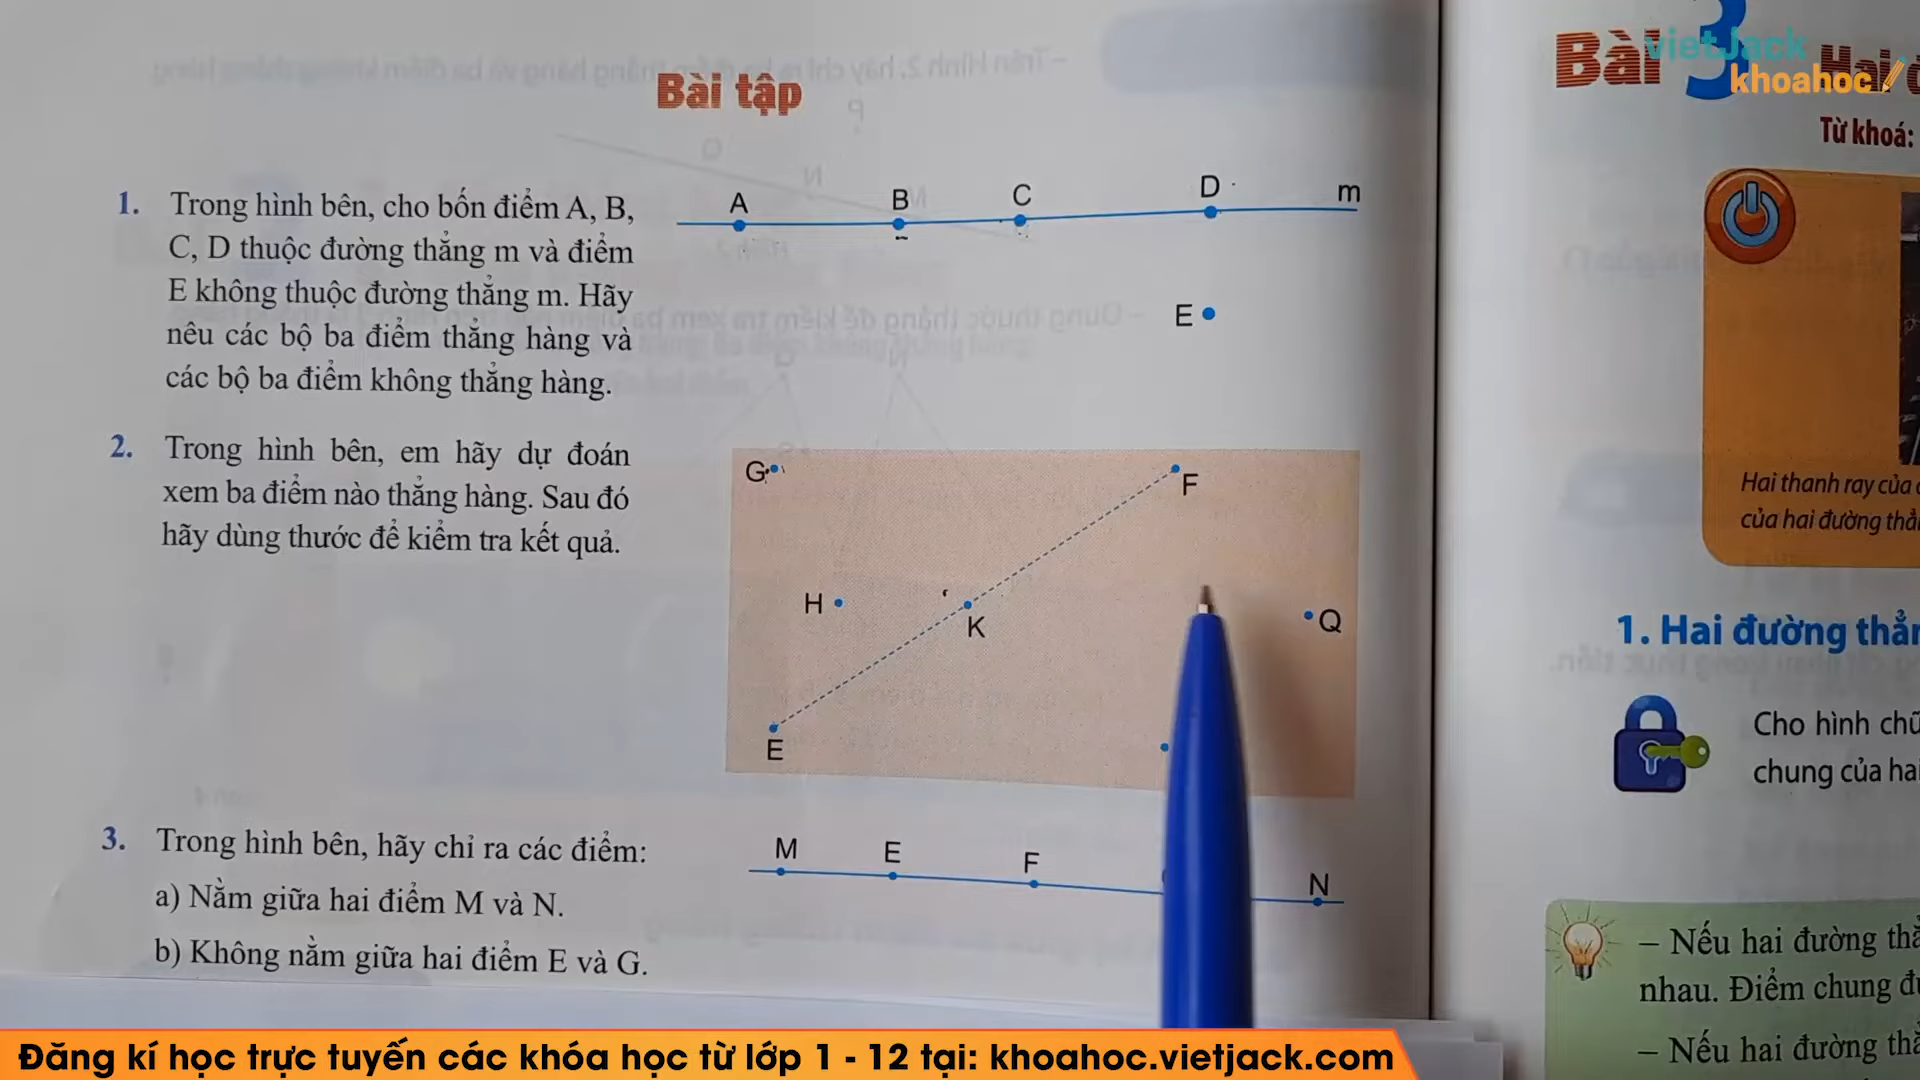 Bài tập
1. Trong hình bên, cho bốn điểm A, B,
C, D thuộc đường thẳng m và điểm
E không thuộc đường thẳng m. Hãy
nêu các bộ ba điểm thẳng hàng và
các bộ ba điểm không thẳng hàng.
A B C D m
E
2. Trong hình bên, em hãy dự đoán
xem ba điểm nào thẳng hàng. Sau đó
hãy dùng thước để kiểm tra kết quả.
G F
H K Q
E
3. Trong hình bên, hãy chỉ ra các điểm:
a) Nằm giữa hai điểm M và N.
b) Không nằm giữa hai điểm E và G.
M E F N
Bài 3 Hai
vietJack
khoahoc
Từ khoá:
Hai thanh ray của
của hai đường
1. Hai đường
Cho hình
chung của hai
– Nếu hai đường
nhau. Điểm chung
– Nếu hai đường
Đăng kí học trực tuyến các khóa học từ lớp 1 - 12 tại: khoahoc.vietjack.com